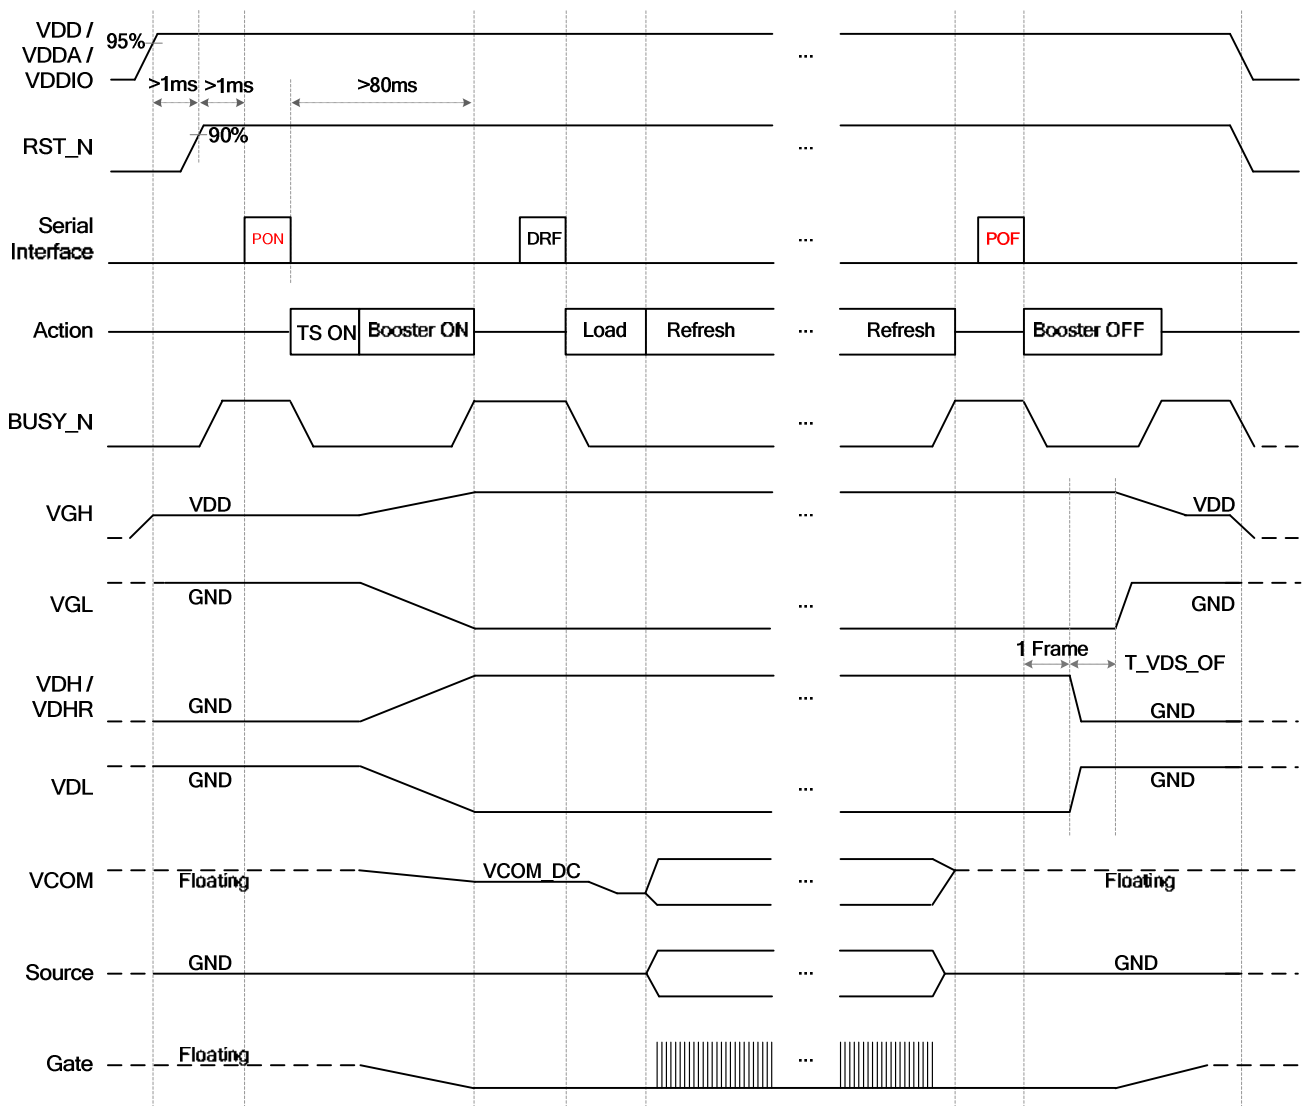 VDD /
VDDA /
VDDIO
95%
>1ms
>1ms
>80ms
...
RST_N
90%
...
Serial
Interface
PON
DRF
...
POF
Action
TS ON
Booster ON
Load
Refresh
...
Refresh
Booster OFF
BUSY_N
...
VGH
VDD
...
VDD
VGL
GND
...
GND
1 Frame
T_VDS_OF
VDH /
VDHR
GND
...
GND
VDL
GND
...
GND
VCOM
Floating
VCOM_DC
...
Floating
Source
GND
...
GND
Gate
Floating
...